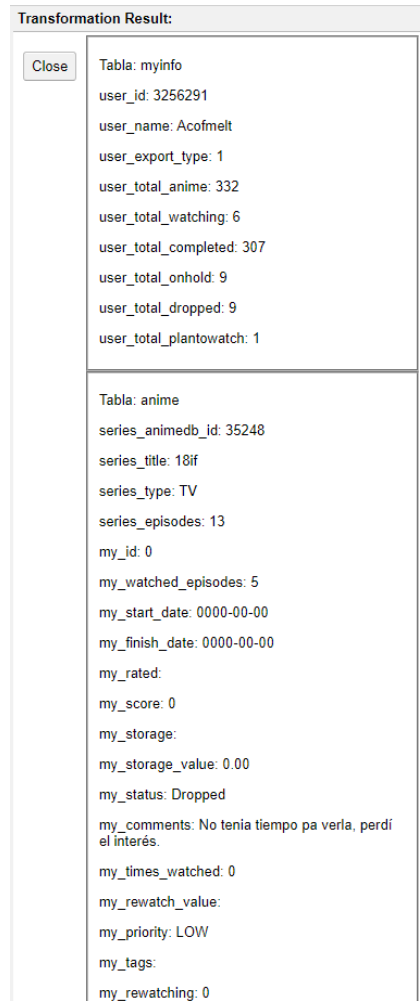 Transformation Result:
Close
Tabla: myinfo
user_id: 3256291
user_name: Acofmelt
user_export_type: 1
user_total_anime: 332
user_total_watching: 6
user_total_completed: 307
user_total_onhold: 9
user_total_dropped: 9
user_total_plantowatch: 1
Tabla: anime
series_animedb_id: 35248
series_title: 18if
series_type: TV
series_episodes: 13
my_id: 0
my_watched_episodes: 5
my_start_date: 0000-00-00
my_finish_date: 0000-00-00
my_rated:
my_score: 0
my_storage:
my_storage_value: 0.00
my_status: Dropped
my_comments: No tenia tiempo pa verla, perdí
el interés.
my_times_watched: 0
my_rewatch_value:
my_priority: LOW
my_tags:
my_rewatching: 0